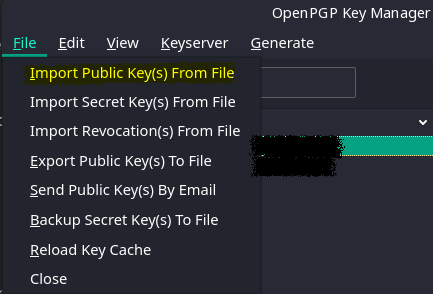 OpenPGP Key Manager
File Edit View Keyserver Generate
Import Public Key(s) From File
Import Secret Key(s) From File
Import Revocation(s) From File
Export Public Key(s) To File
Send Public Key(s) By Email
Backup Secret Key(s) To File
Reload Key Cache
Close